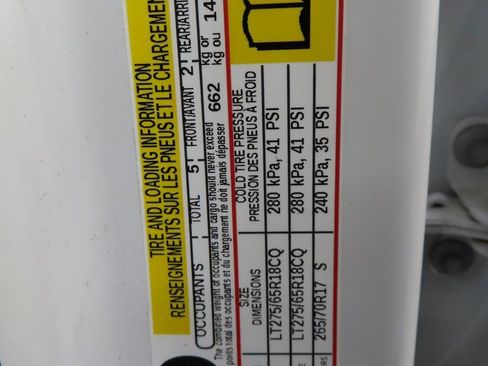 TIRE AND LOADING INFORMATION
RENSEIGNEMENTS SUR LES PNEUS ET LE CHARGEMENT
OCCUPANTS TOTAL 5 FRONT/AVANT 2 REAR/ARRI
The combined weight of occupants and cargo should never exceed 662 kg or 14
poids total des occupants et du chargement ne doit jamais dépasser kg ou
SIZE COLD TIRE PRESSURE
DIMENSIONS PRESSION DES PNEUS À FROID
LT275/65R18CQ 280 kPa, 41 PSI
LT275/65R18CQ 280 kPa, 41 PSI
265/70R17 S 240 kPa, 35 PSI